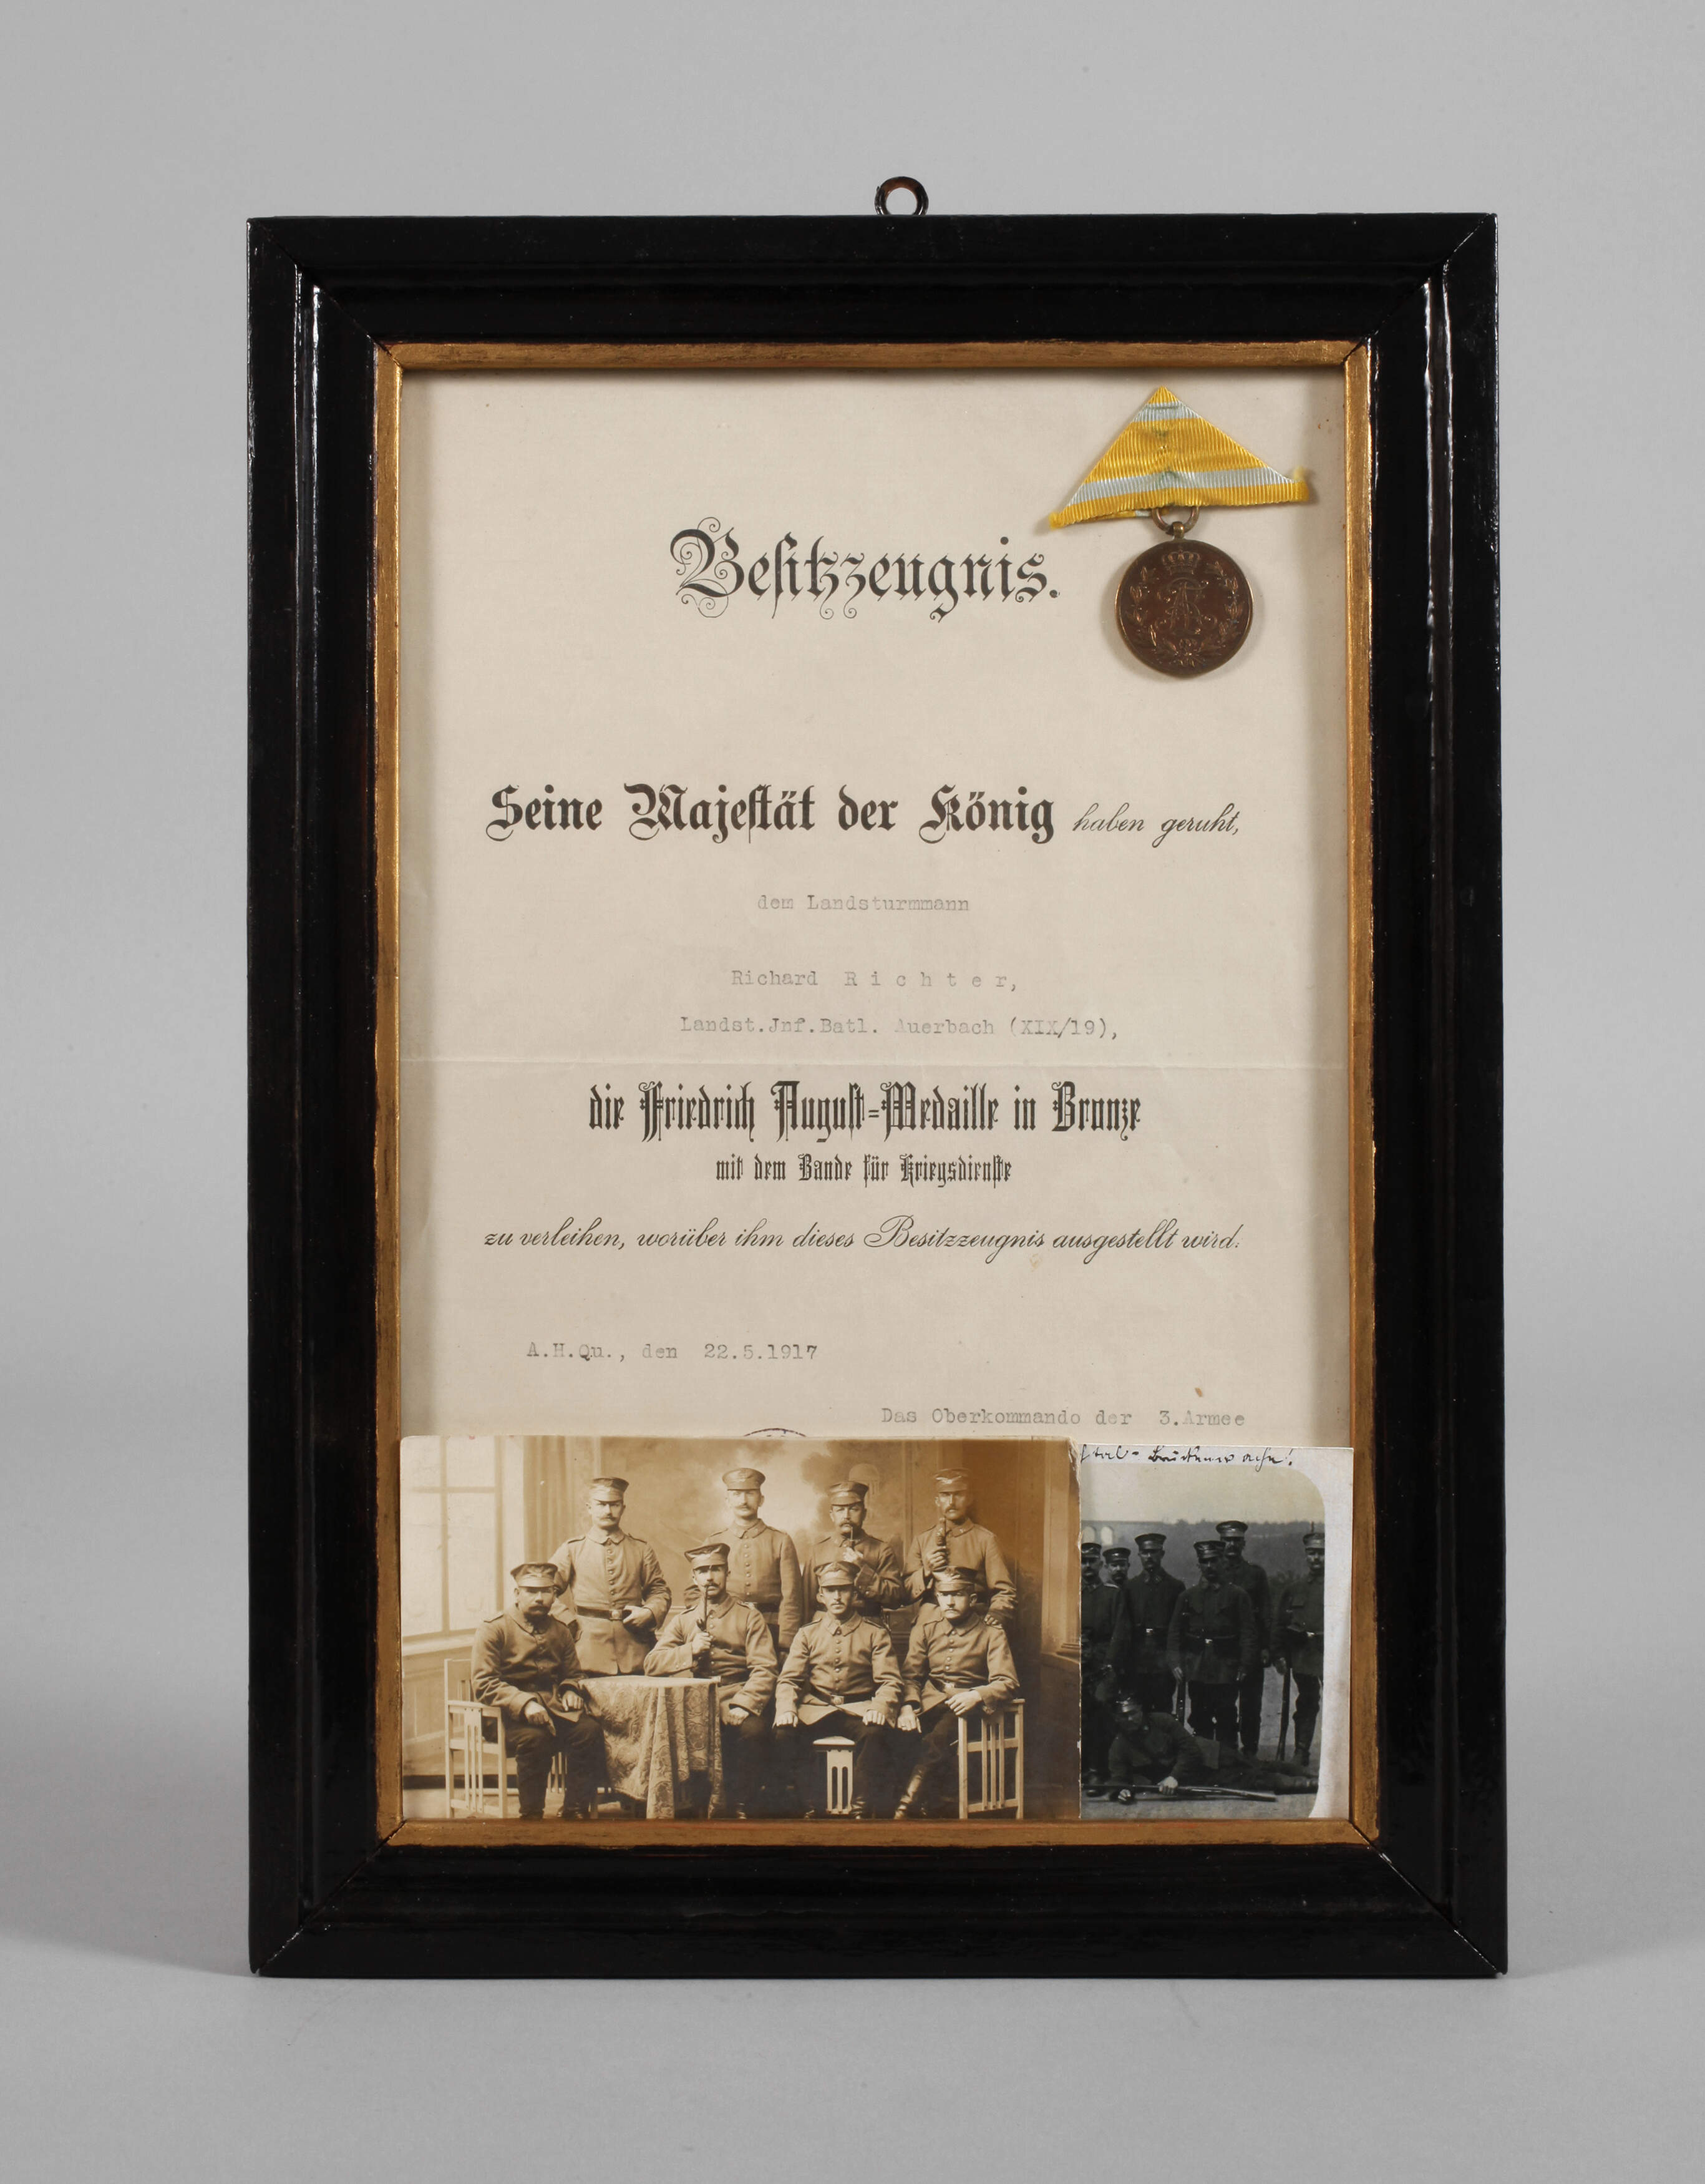 Besitzzeugnis.
Seine Majestät der König haben geruht,
dem Landsturmmann
Richard Richter,
Landst.Jnf.Batl. Auerbach (XIX/19),
die Friedrich August=Medaille in Bronze
mit dem Bande für Kriegsdienste
zu verleihen, worüber ihm dieses Besitzzeugnis ausgestellt wird.
A.H.Qu., den 22.5.1917
Das Oberkommando der 3.Armee
FAR